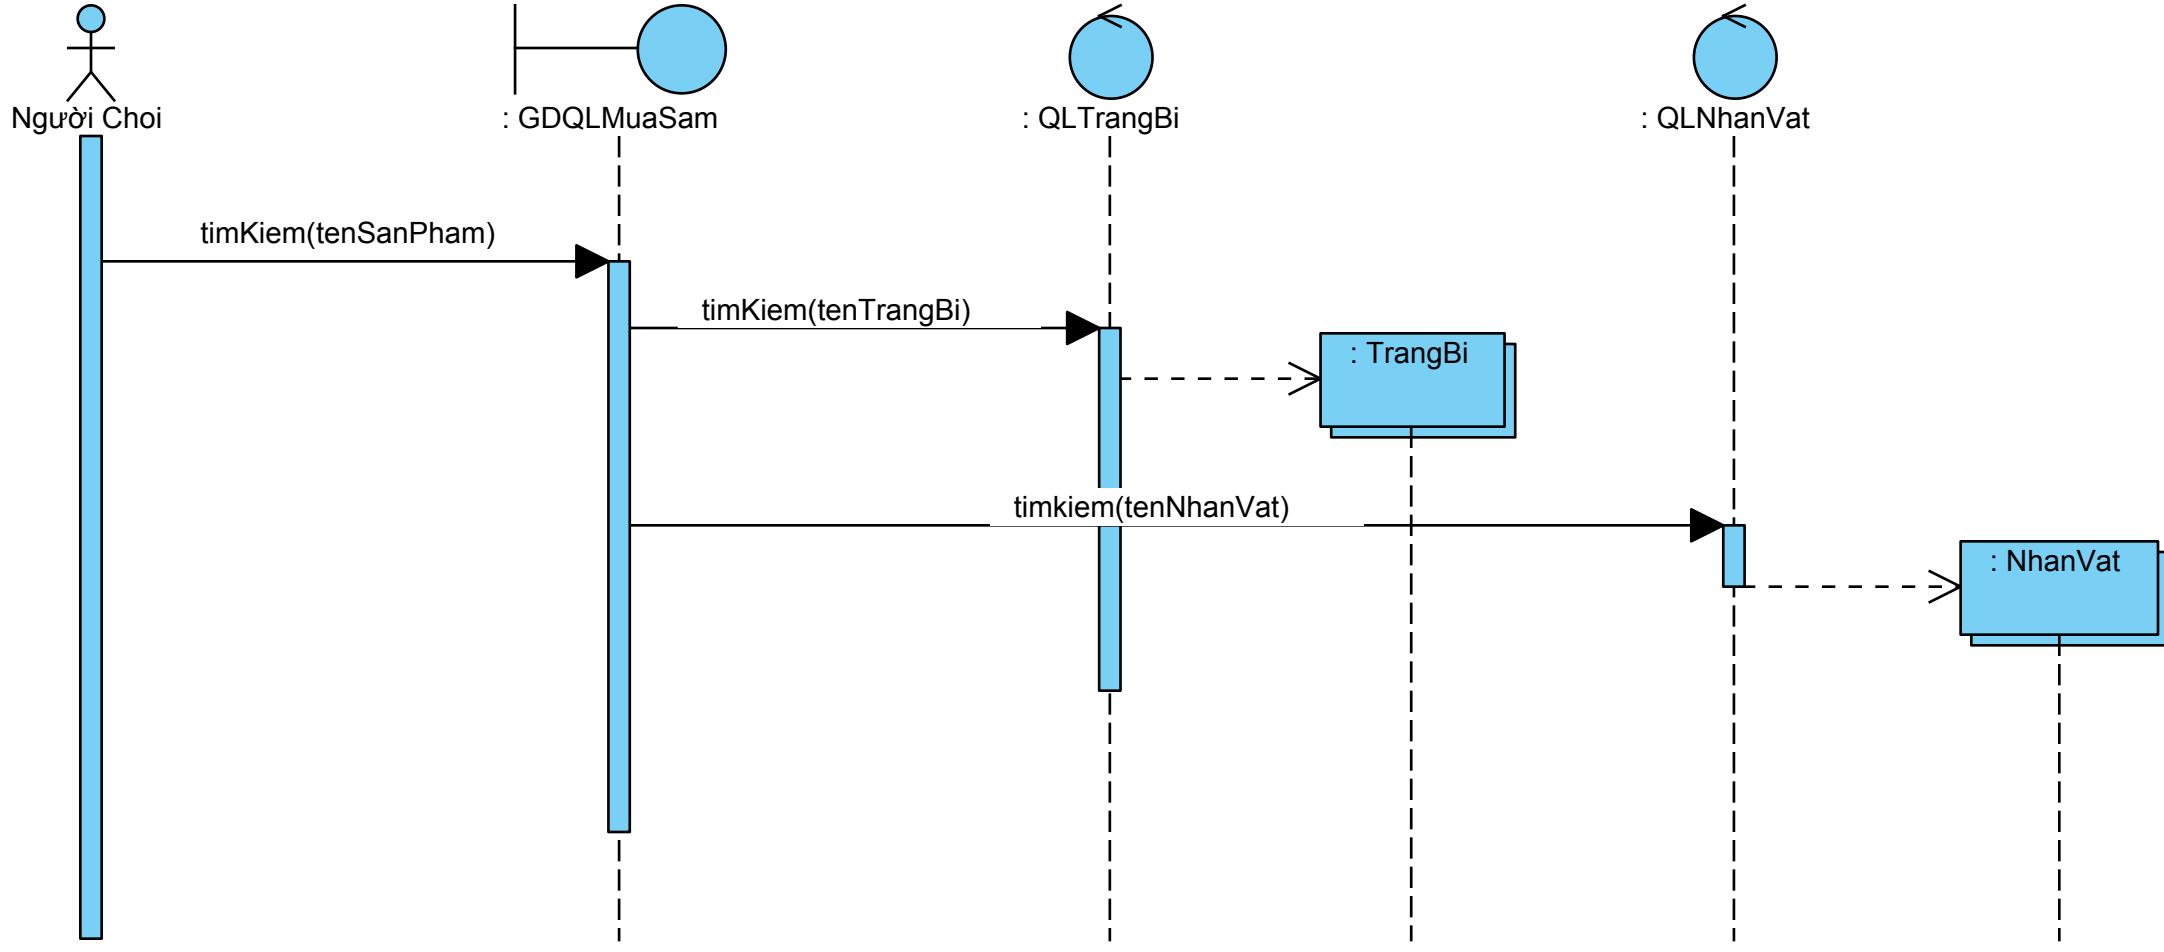 Người Choi
: GDQLMuaSam
: QLTrangBi
: QLNhanVat
timKiem(tenSanPham)
timKiem(tenTrangBi)
: TrangBi
timkiem(tenNhanVat)
: NhanVat